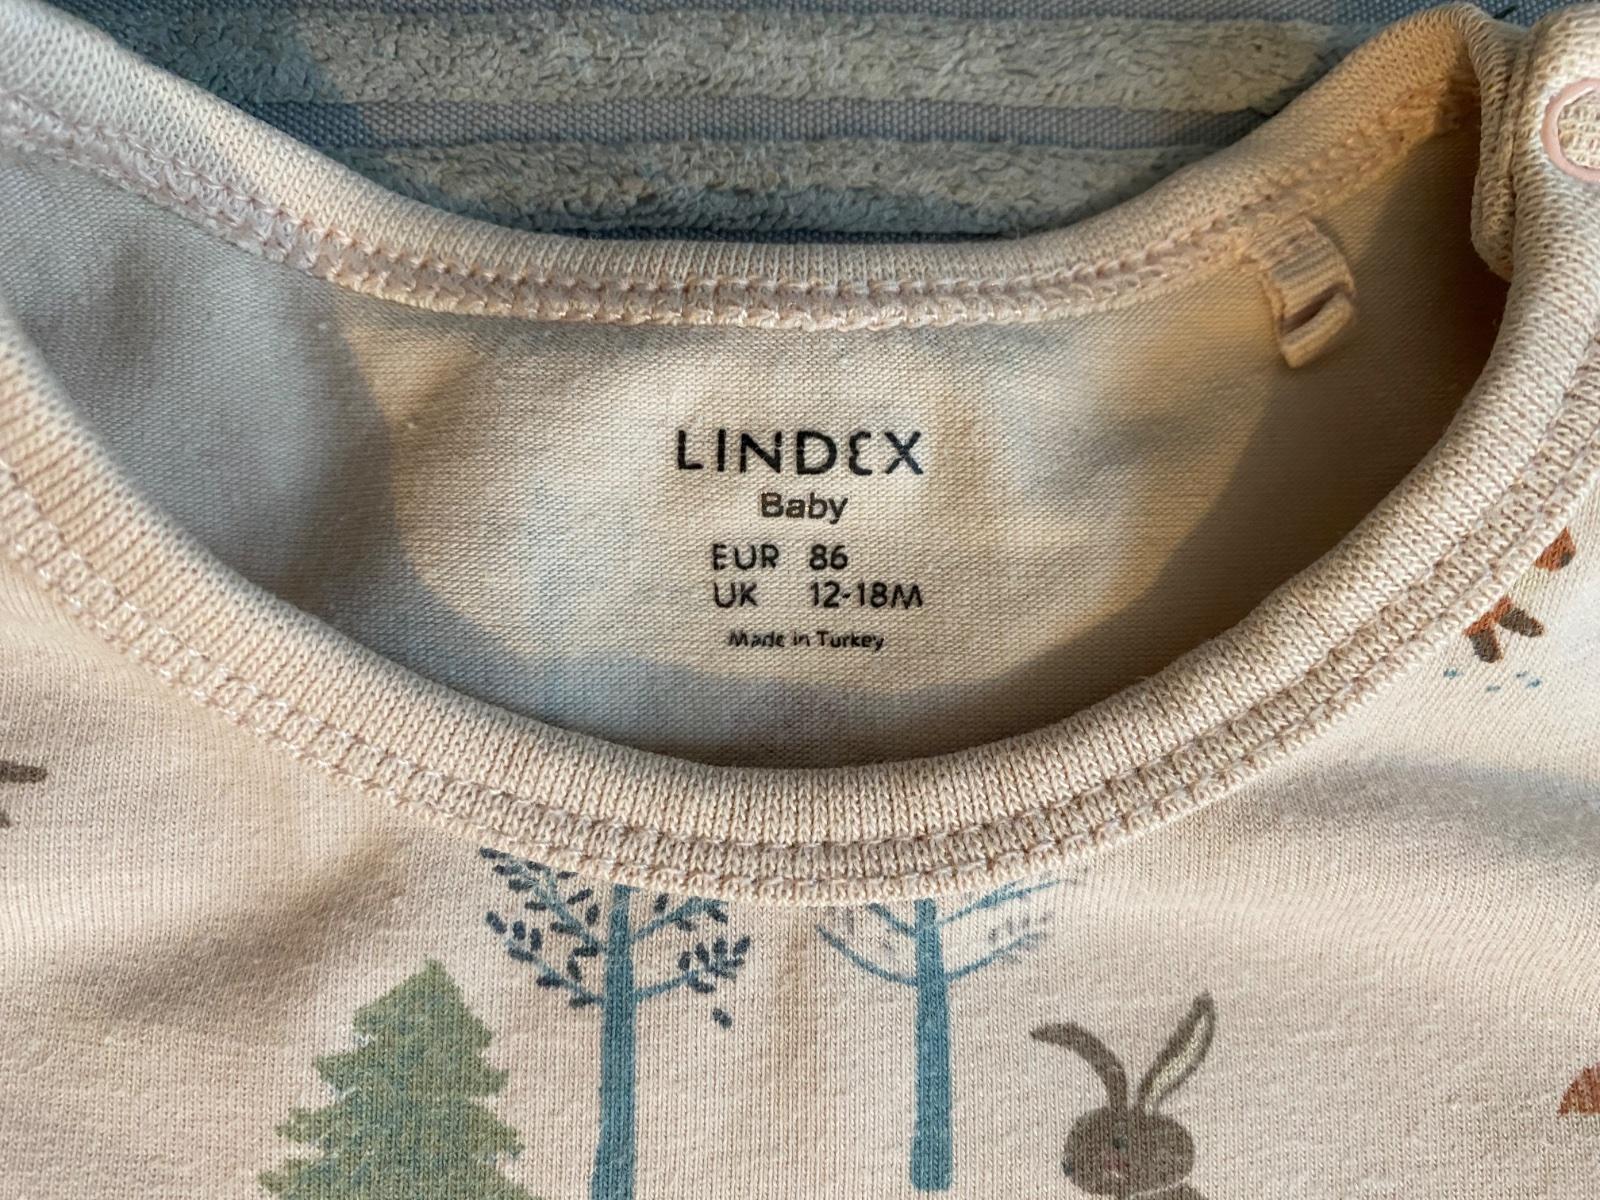 LINDEX
Baby
EUR 86
UK 12-18M
Made in Turkey